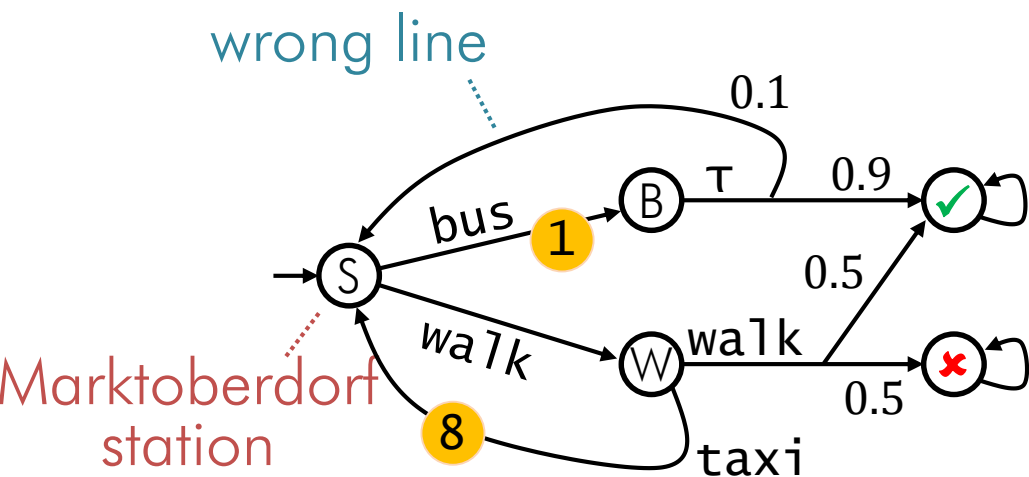 wrong line
0.1
τ
0.9
B
✓
bus
1
S
0.5
walk
walk
W
✘
Marktoberdorf
station
8
0.5
taxi